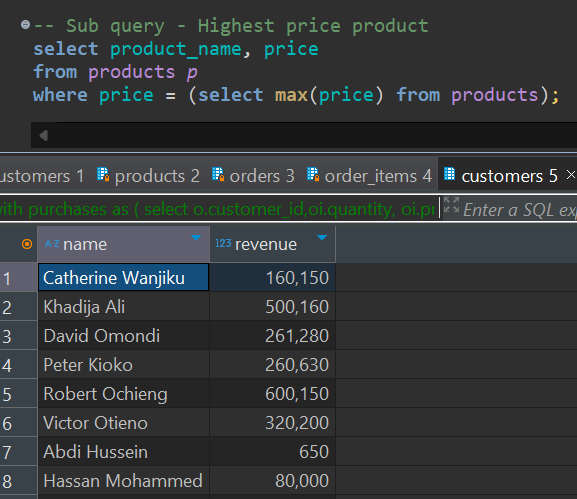 -- Sub query - Highest price product
select product_name, price
from products p
where price = (select max(price) from products);
ustomers 1 products 2 orders 3 order_items 4 customers 5
with purchases as ( select o.customer_id,oi.quantity, oi.pr Enter a SQL exp
A-Z name 123 revenue
1 Catherine Wanjiku 160,150
2 Khadija Ali 500,160
3 David Omondi 261,280
4 Peter Kioko 260,630
5 Robert Ochieng 600,150
6 Victor Otieno 320,200
7 Abdi Hussein 650
8 Hassan Mohammed 80,000